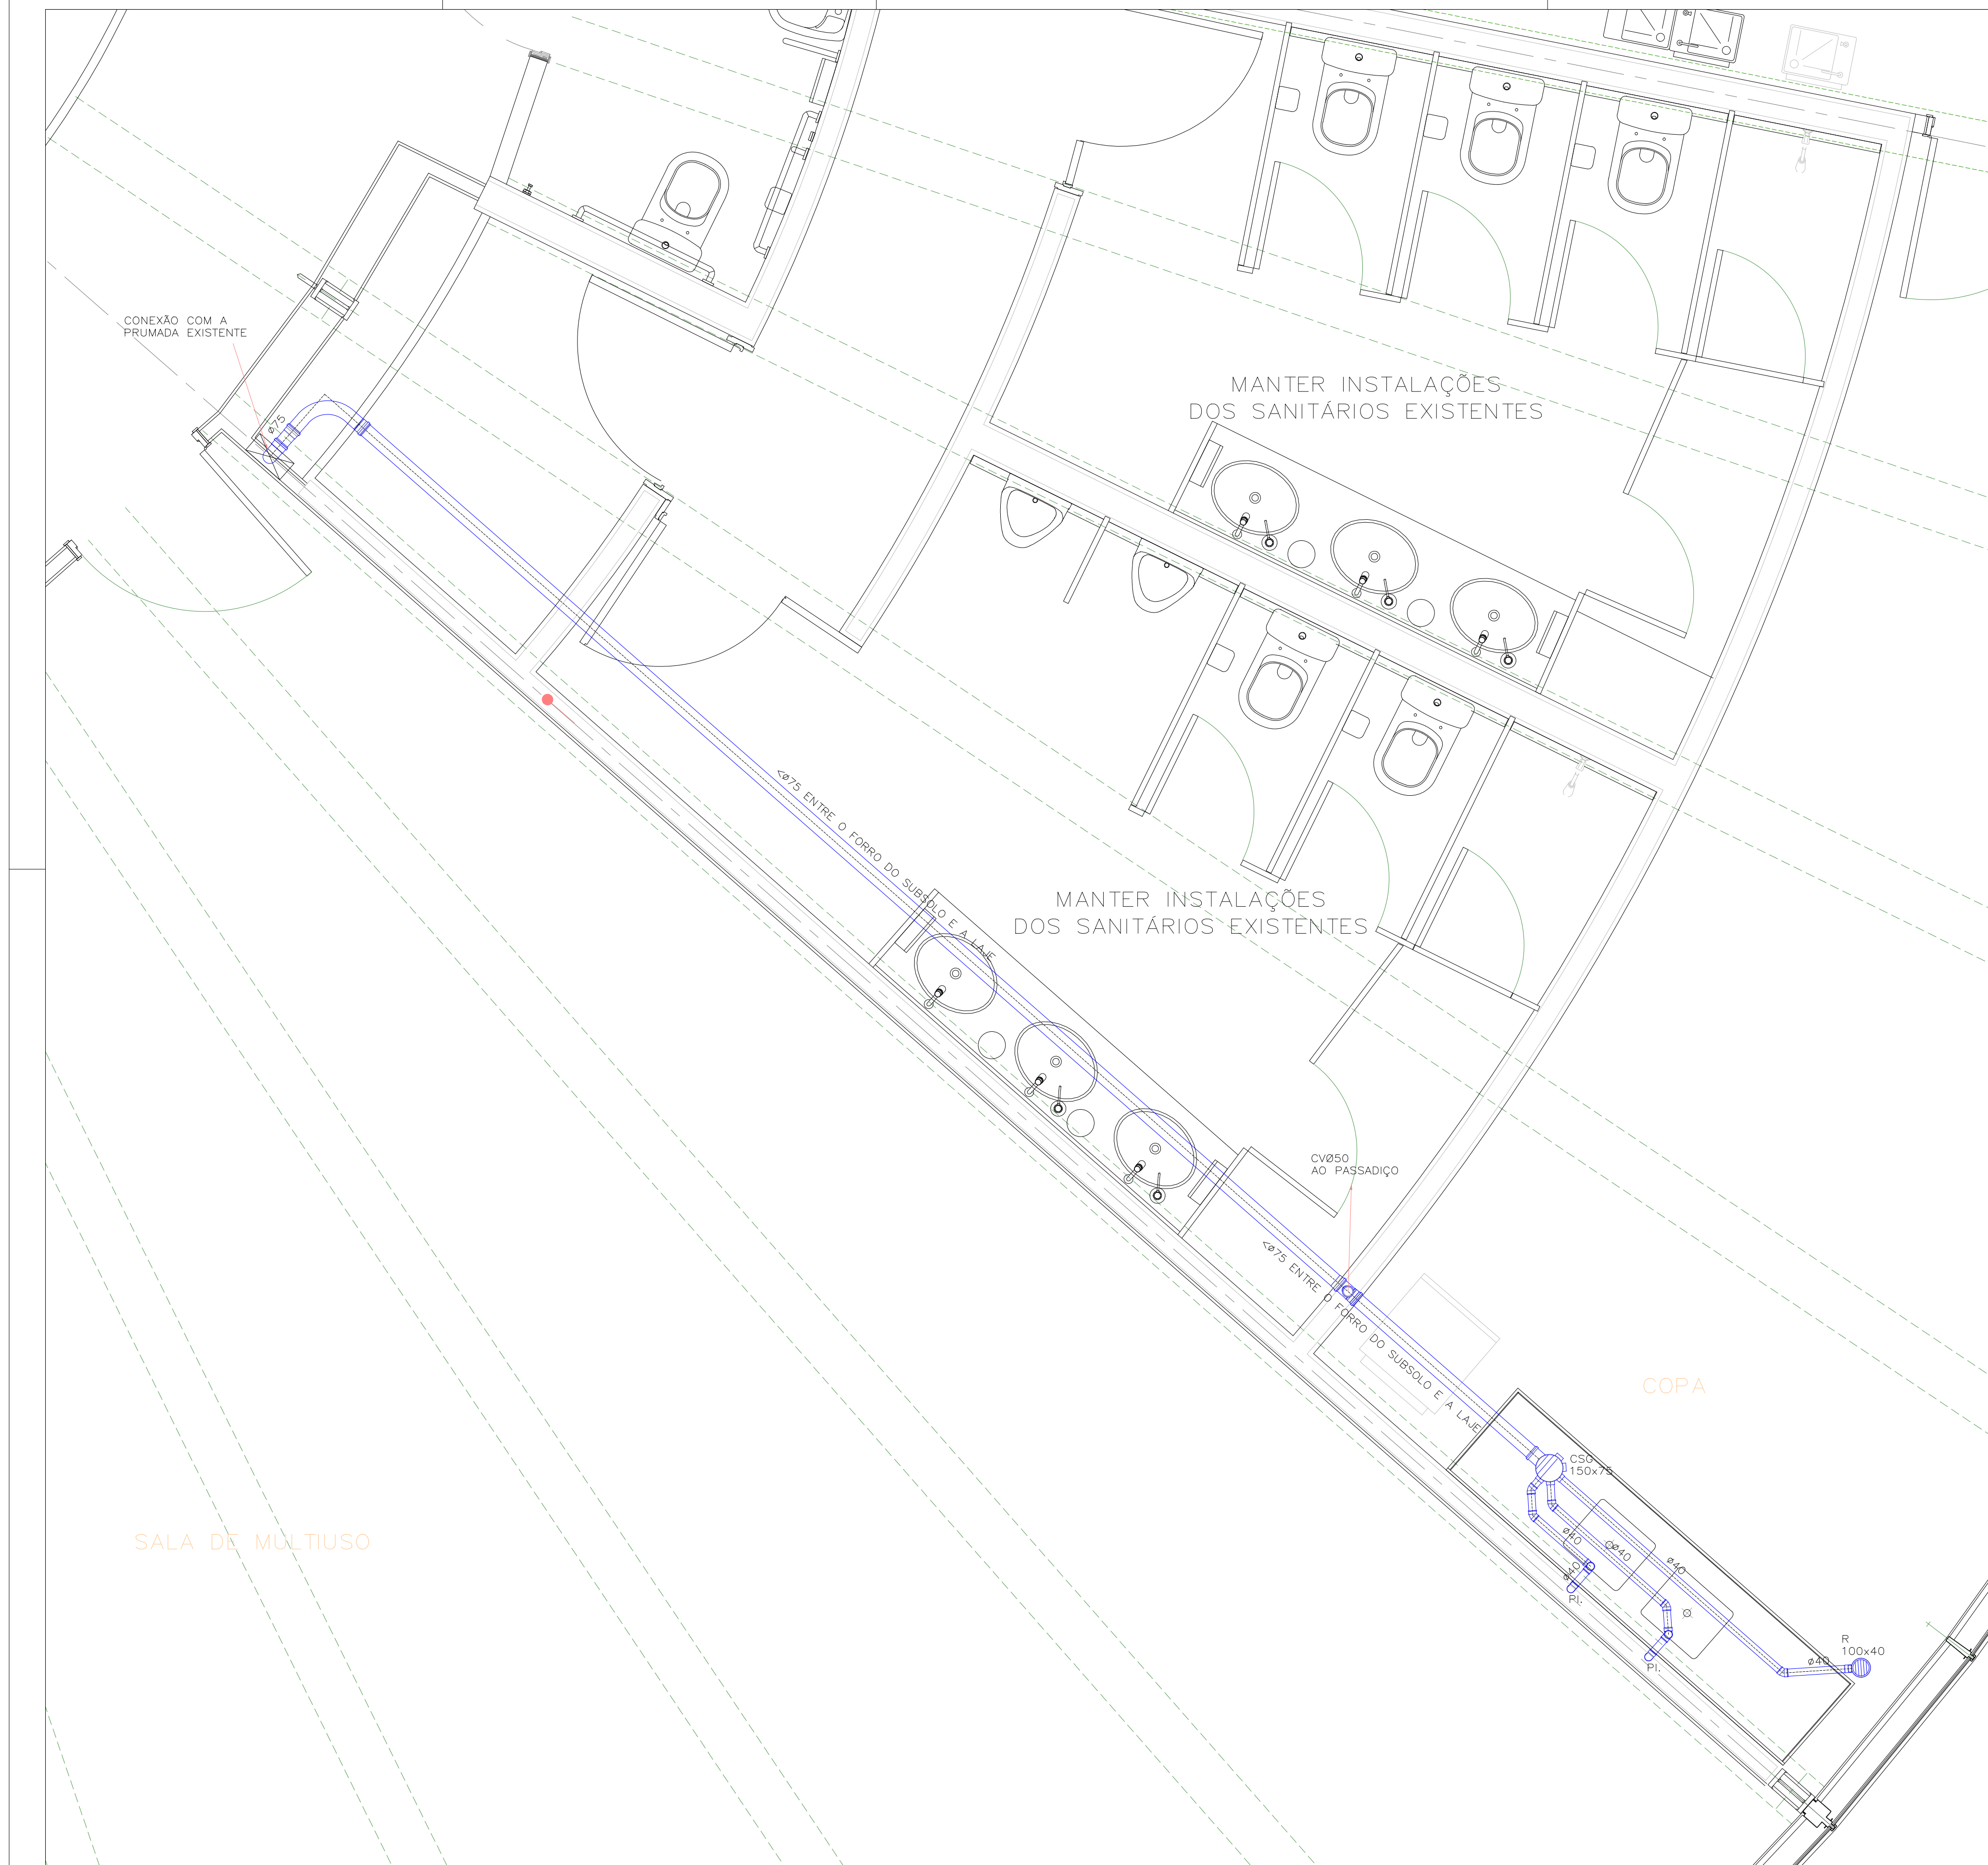 CONEXÃO COM A
PRUMADA EXISTENTE
ø75
MANTER INSTALAÇÕES
DOS SANITÁRIOS EXISTENTES
<ø75 ENTRE O FORRO DO SUBSOLO E A LAJE
MANTER INSTALAÇÕES
DOS SANITÁRIOS EXISTENTES
CVØ50
AO PASSADIÇO
<ø75 ENTRE O FORRO DO SUBSOLO E A LAJE
COPA
CSG
150x75
SALA DE MULTIUSO
ø40
Cø40
ø40
ø40
PI.
R
100x40
ø40
PI.